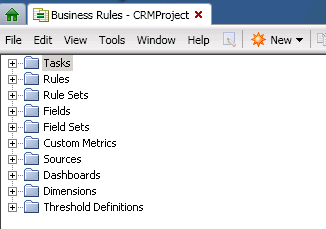 Business Rules - CRMProject
File Edit View Window Help New
Tasks
Rules
Rule Sets
Fields
Field Sets
Custom Metrics
Sources
Dashboards
Dimensions
Threshold Definitions